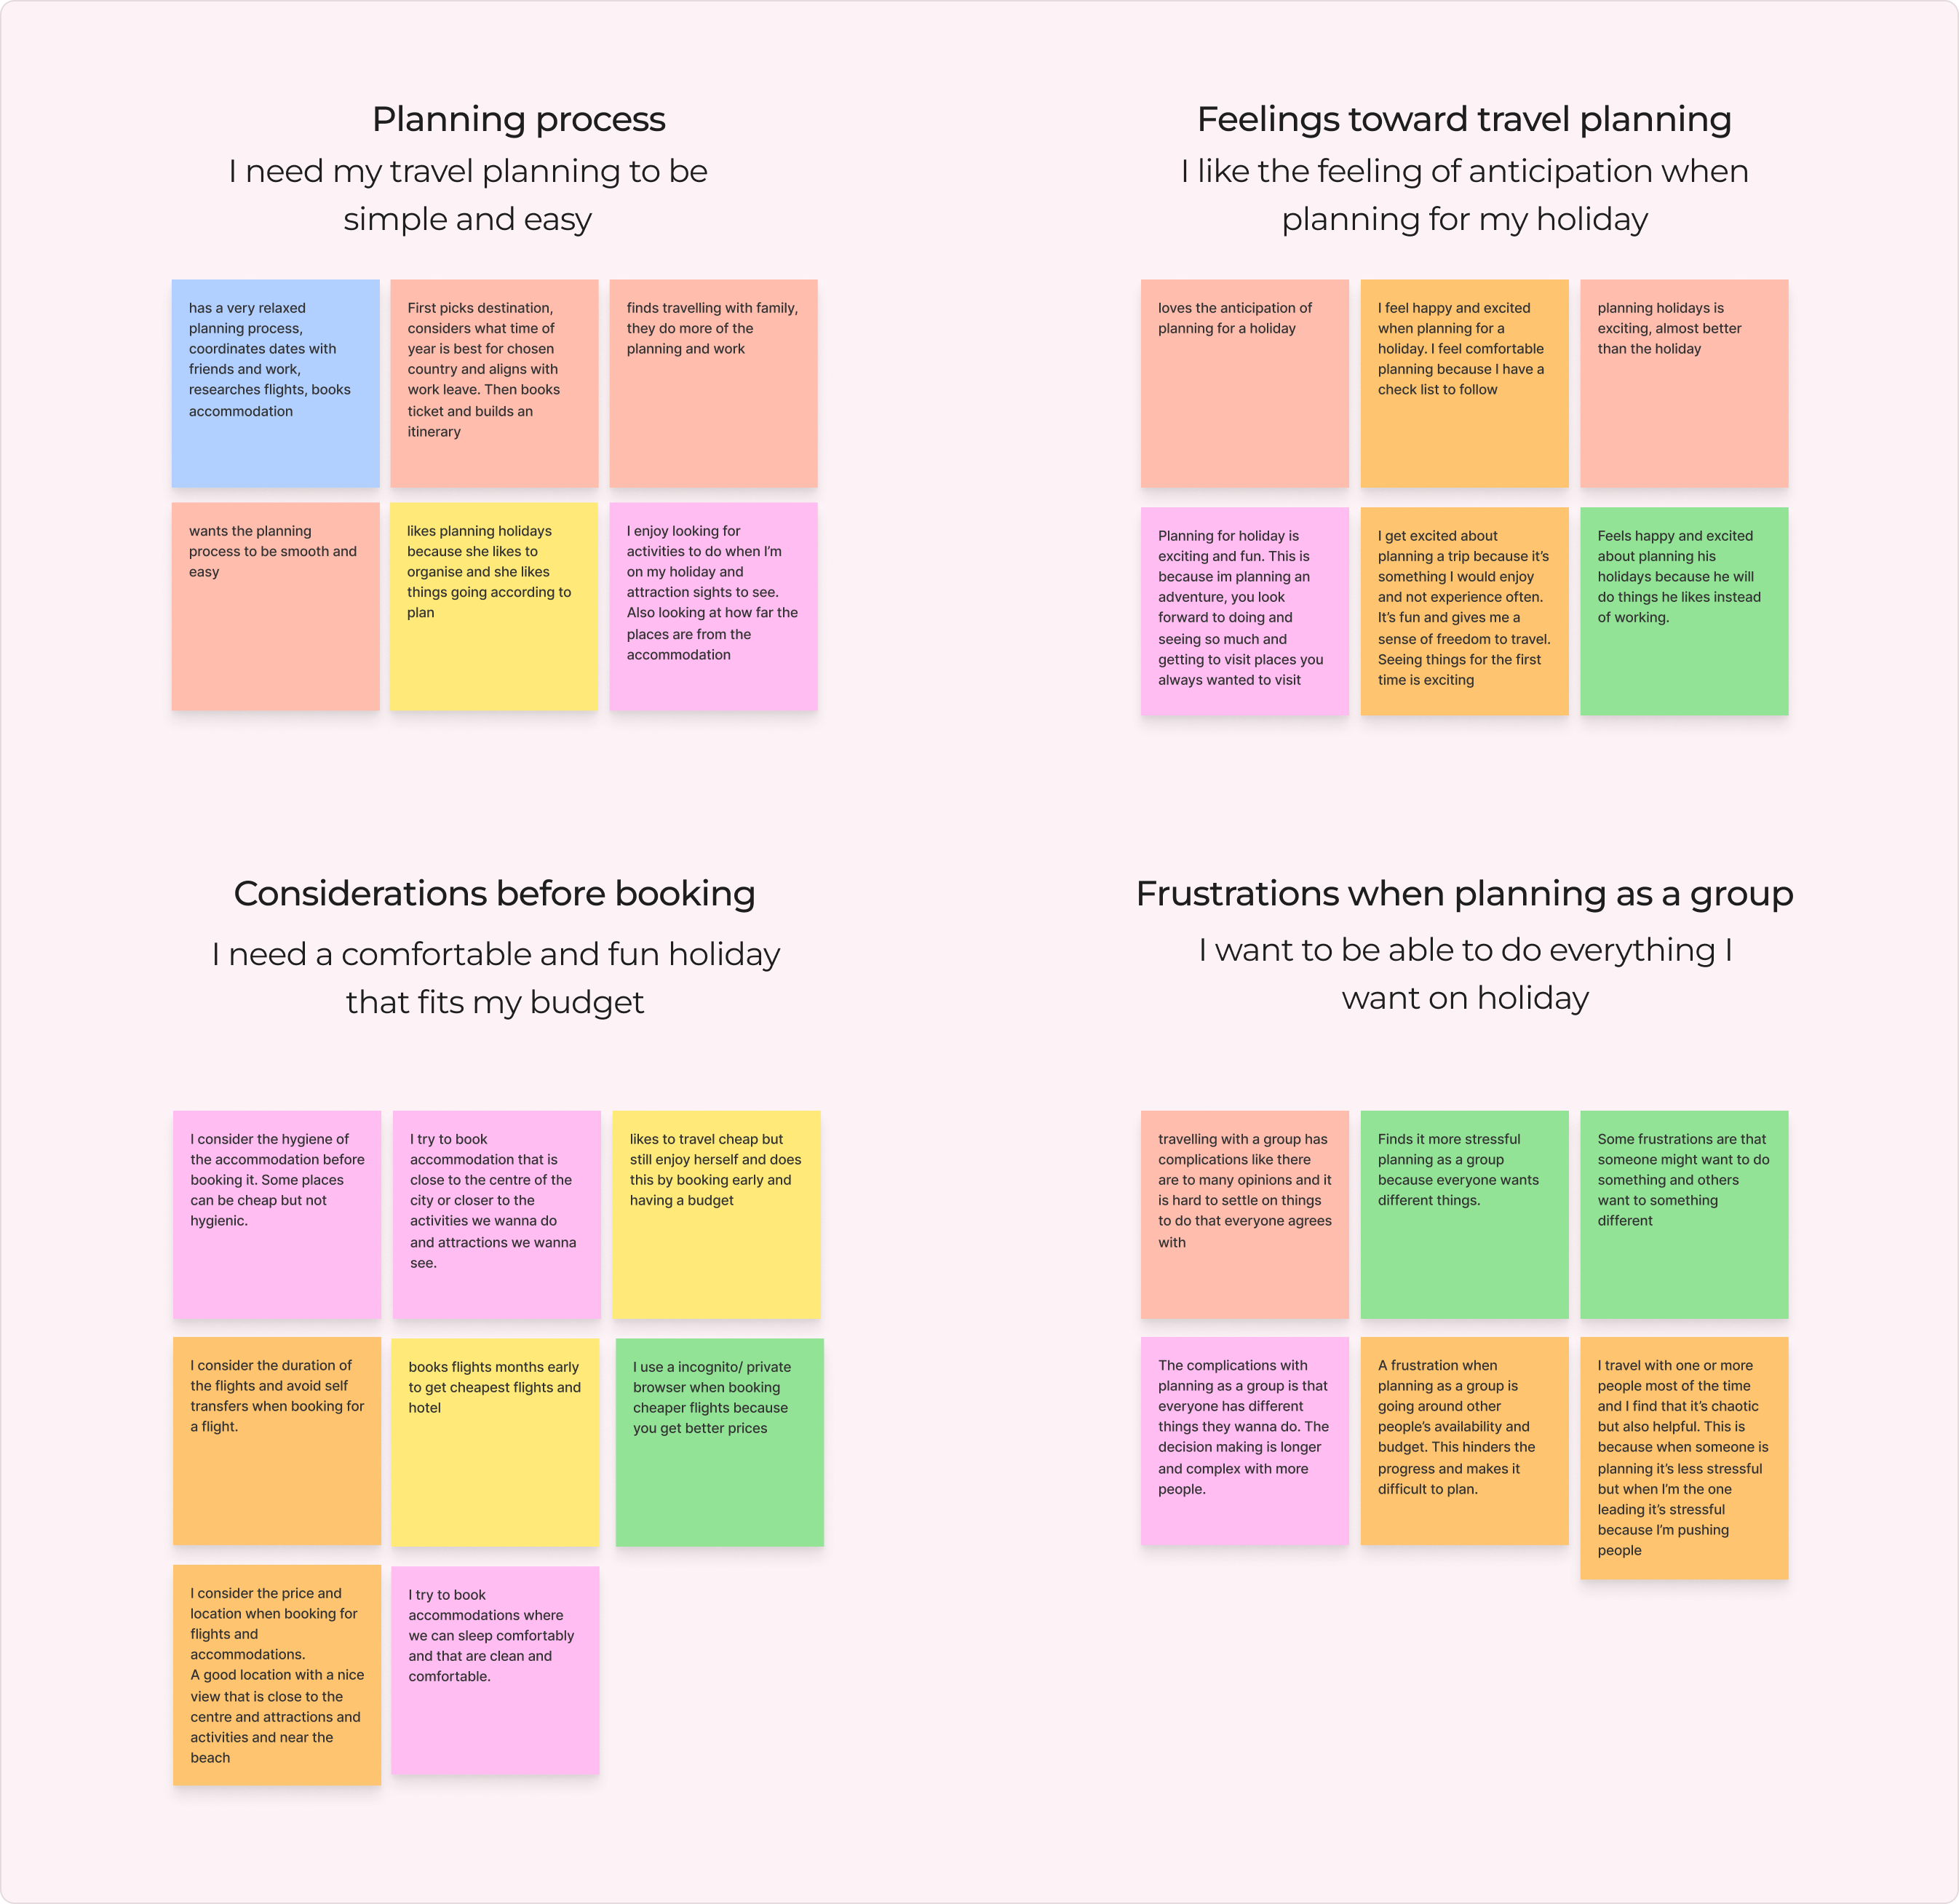 Planning process
I need my travel planning to be
simple and easy
has a very relaxed
planning process,
coordinates dates with
friends and work,
researches flights, books
accommodation
First picks destination,
considers what time of
year is best for chosen
country and aligns with
work leave. Then books
ticket and builds an
itinerary
finds travelling with family,
they do more of the
planning and work
wants the planning
process to be smooth and
easy
likes planning holidays
because she likes to
organise and she likes
things going according to
plan
I enjoy looking for
activities to do when I’m
on my holiday and
attraction sights to see.
Also looking at how far the
places are from the
accommodation
Feelings toward travel planning
I like the feeling of anticipation when
planning for my holiday
loves the anticipation of
planning for a holiday
I feel happy and excited
when planning for a
holiday. I feel comfortable
planning because I have a
check list to follow
planning holidays is
exciting, almost better
than the holiday
Planning for holiday is
exciting and fun. This is
because im planning an
adventure, you look
forward to doing and
seeing so much and
getting to visit places you
always wanted to visit
I get excited about
planning a trip because it’s
something I would enjoy
and not experience often.
It’s fun and gives me a
sense of freedom to travel.
Seeing things for the first
time is exciting
Feels happy and excited
about planning his
holidays because he will
do things he likes instead
of working.
Considerations before booking
I need a comfortable and fun holiday
that fits my budget
I consider the hygiene of
the accommodation before
booking it. Some places
can be cheap but not
hygienic.
I try to book
accommodation that is
close to the centre of the
city or closer to the
activities we wanna do
and attractions we wanna
see.
likes to travel cheap but
still enjoy herself and does
this by booking early and
having a budget
I consider the duration of
the flights and avoid self
transfers when booking for
a flight.
books flights months early
to get cheapest flights and
hotel
I use a incognito/ private
browser when booking
cheaper flights because
you get better prices
I consider the price and
location when booking for
flights and
accommodations.
A good location with a nice
view that is close to the
centre and attractions and
activities and near the
beach
I try to book
accommodations where
we can sleep comfortably
and that are clean and
comfortable.
Frustrations when planning as a group
I want to be able to do everything I
want on holiday
travelling with a group has
complications like there
are to many opinions and it
is hard to settle on things
to do that everyone agrees
with
Finds it more stressful
planning as a group
because everyone wants
different things.
Some frustrations are that
someone might want to do
something and others
want to something
different
The complications with
planning as a group is that
everyone has different
things they wanna do. The
decision making is longer
and complex with more
people.
A frustration when
planning as a group is
going around other
people’s availability and
budget. This hinders the
progress and makes it
difficult to plan.
I travel with one or more
people most of the time
and I find that it’s chaotic
but also helpful. This is
because when someone is
planning it’s less stressful
but when I’m the one
leading it’s stressful
because I’m pushing
people